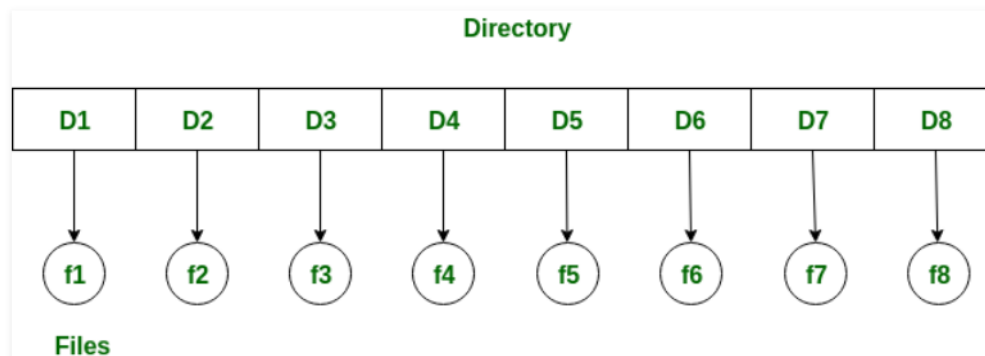 Directory
D1 D2 D3 D4 D5 D6 D7 D8
f1 f2 f3 f4 f5 f6 f7 f8
Files